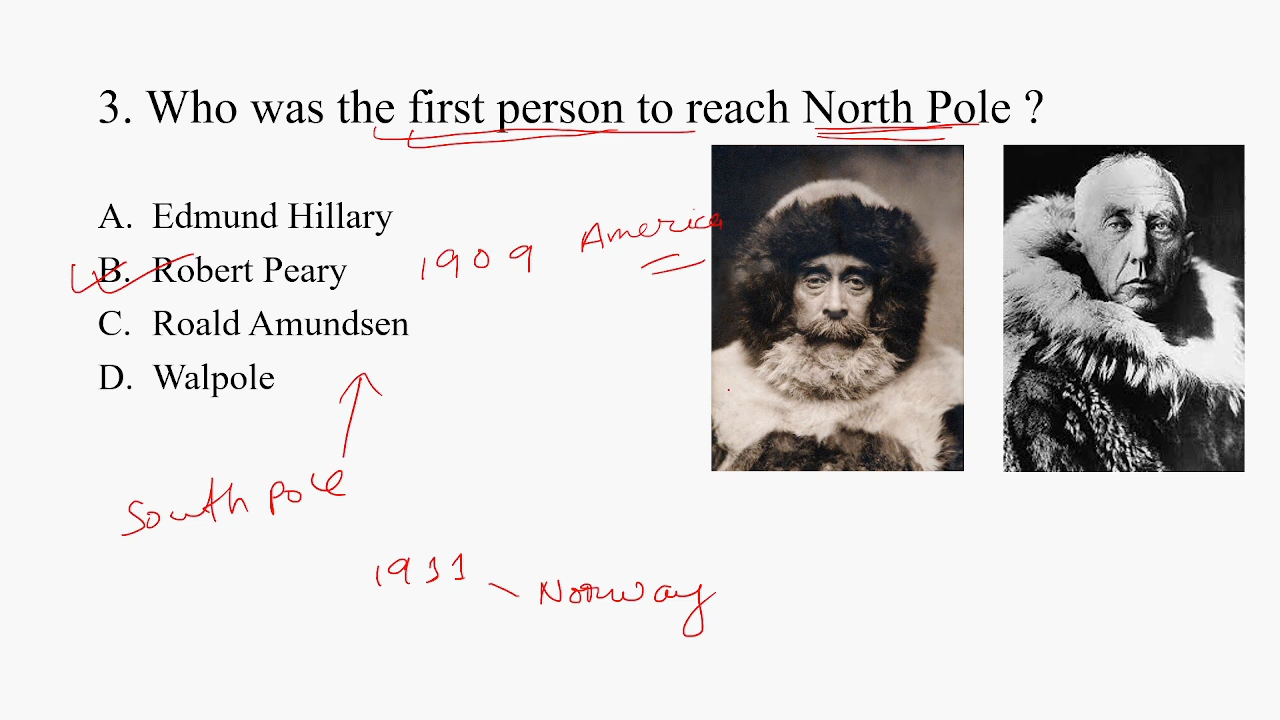 3. Who was the first person to reach North Pole ?
A. Edmund Hillary
B. Robert Peary 1909 America
C. Roald Amundsen
D. Walpole
South pole
1911 Norway